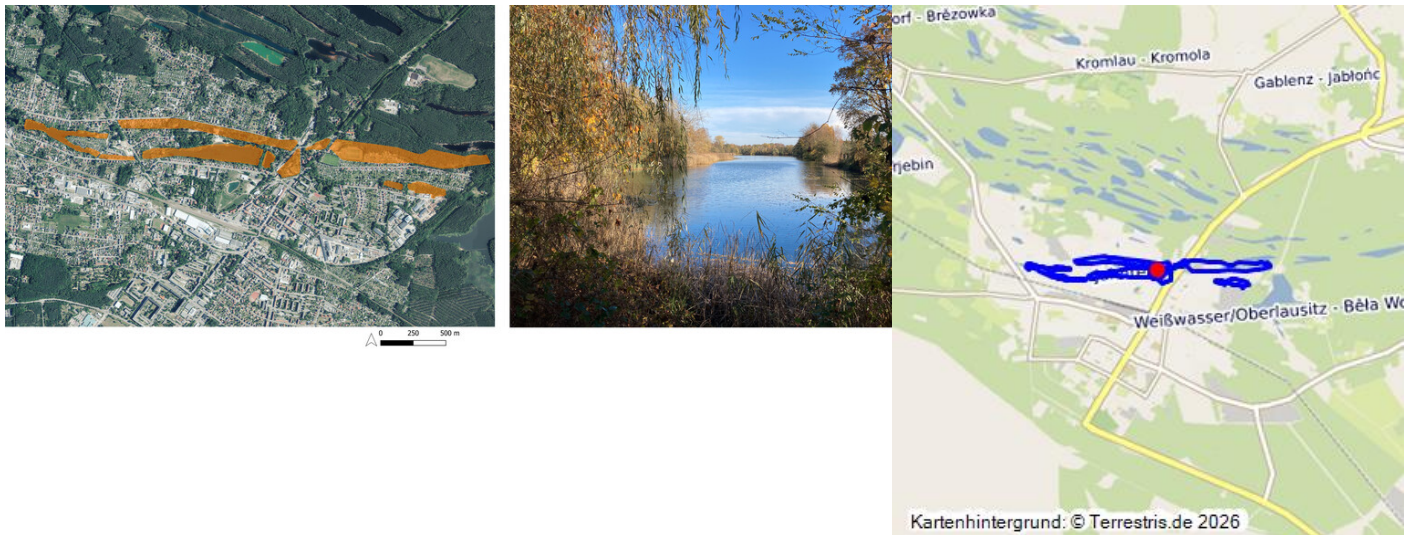 0 250 500 m
orf - Brězowka
Kromlau - Kromola
Gablenz - Jabłońc
rjebin
Weißwasser/Oberlausitz - Běła Wo
Kartenhintergrund: © Terrestris.de 2026